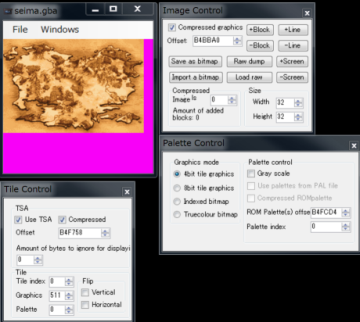 seima.gba
File Windows
Image Control
Compressed graphics
Offset B4BBA0
+Block +Line
-Block -Line
Save as bitmap Raw dump +Screen
Import a bitmap Load raw -Screen
Compressed
Image 0
Amount of added
blocks: 0
Size
Width 32
Height 32
Palette Control
Graphics mode
4bit tile graphics
8bit tile graphics
Indexed bitmap
Truecolour bitmap
Palette control
Gray scale
Use palettes from PAL file
Compressed ROMpalette
ROM Palette(s) offse B4FCD4
Palette index 0
Tile Control
TSA
Use TSA Compressed
Offset B4F758
Amount of bytes to ignore for displayi
0
Tile
Tile index 0
Graphics 511
Palette 0
Flip
Vertical
Horizontal